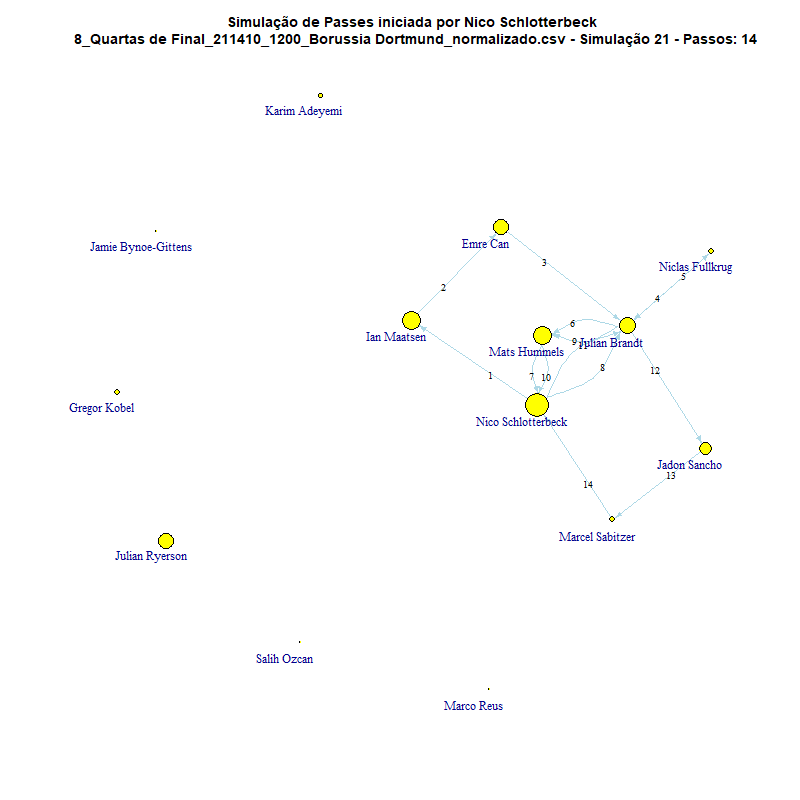 Simulação de Passes iniciada por Nico Schlotterbeck
8_Quartas de Final_211410_1200_Borussia Dortmund_normalizado.csv - Simulação 21 - Passos: 14
Karim Adeyemi
Jamie Bynoe-Gittens
Emre Can
3
Niclas Fullkrug
5
2
4
6
Ian Maatsen
9
11
Julian Brandt
Mats Hummels
8
12
1
7
10
Gregor Kobel
Nico Schlotterbeck
Jadon Sancho
13
14
Marcel Sabitzer
Julian Ryerson
Salih Ozcan
Marco Reus